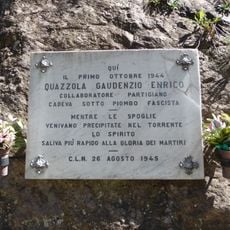 QUI
IL PRIMO OTTOBRE 1944
QUAZZOLA GAUDENZIO ENRICO
COLLABORATORE PARTIGIANO
CADEVA SOTTO PIOMBO FASCISTA
MENTRE LE SPOGLIE
VENIVANO PRECIPITATE NEL TORRENTE
LO SPIRITO
SALIVA PIÙ RAPIDO ALLA GLORIA DEI MARTIRI
C.L.N. 26 AGOSTO 1945